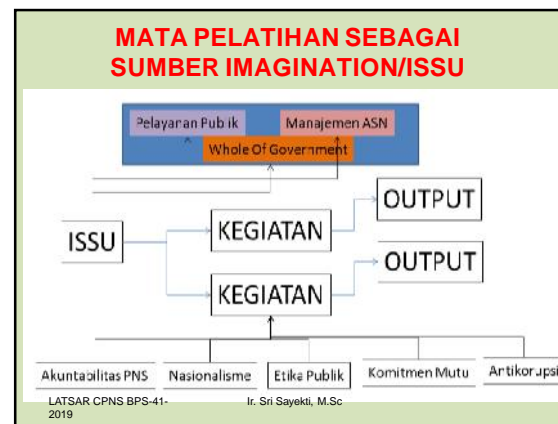 MATA PELATIHAN SEBAGAI
SUMBER IMAGINATION/ISSU
Pelayanan Publik
Manajemen ASN
Whole Of Government
ISSU
KEGIATAN
OUTPUT
KEGIATAN
OUTPUT
Akuntabilitas PNS
Nasionalisme
Etika Publik
Komitmen Mutu
Antikorupsi
LATSAR CPNS BPS-41-
2019
Ir. Sri Sayekti, M.Sc